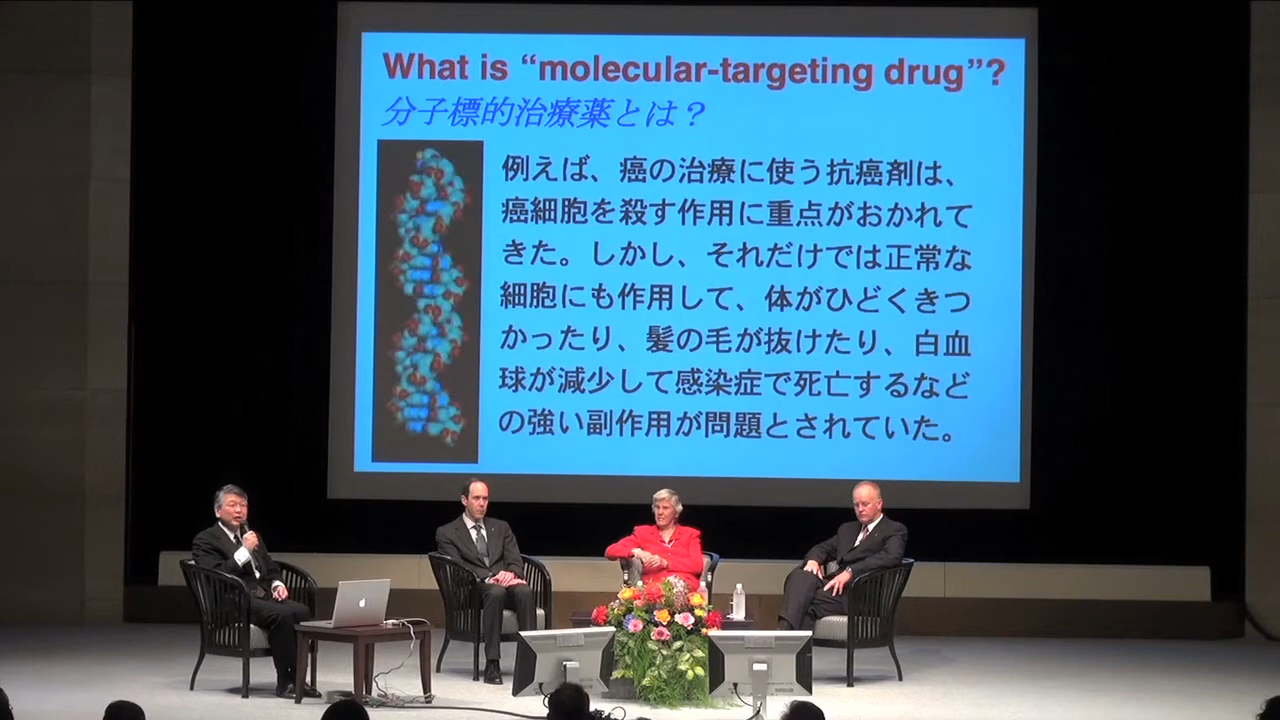 What is “molecular-targeting drug”?
分子標的治療薬とは？
例えば、癌の治療に使う抗癌剤は、
癌細胞を殺す作用に重点がおかれて
きた。しかし、それだけでは正常な
細胞にも作用して、体がひどくきつ
かったり、髪の毛が抜けたり、白血
球が減少して感染症で死亡するなど
の強い副作用が問題とされていた。